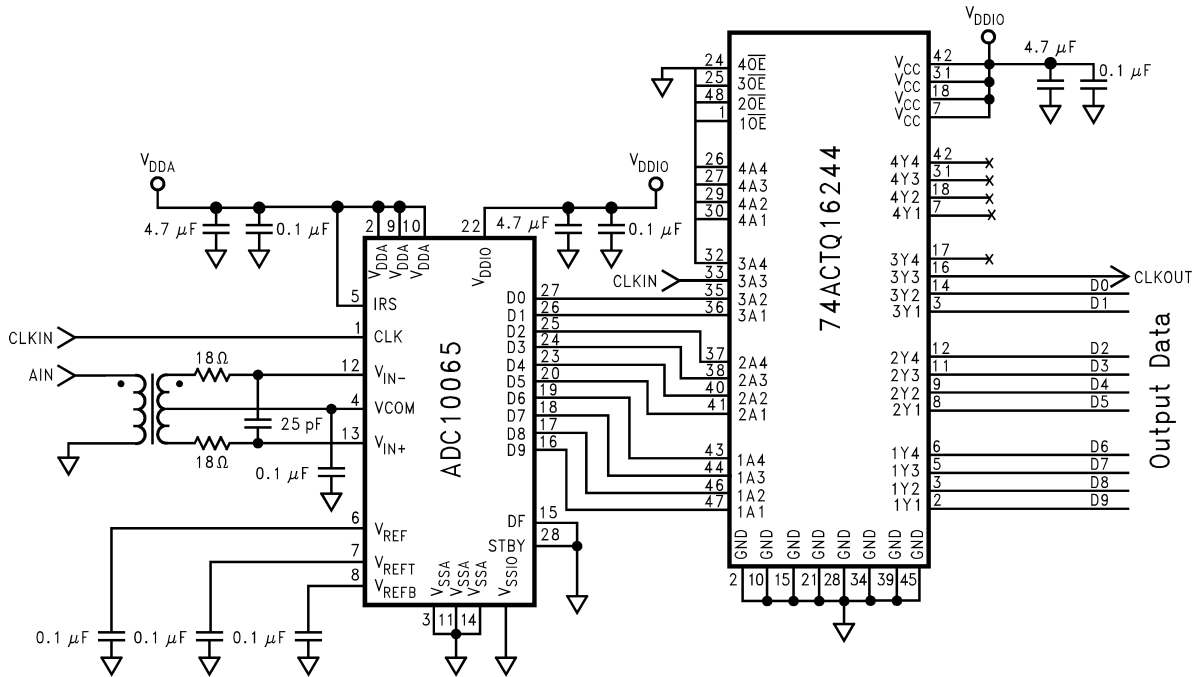 VDDIO
4.7 µF
0.1 µF
24 4OE
25 3OE
48 2OE
1 1OE
26 4A4
27 4A3
29 4A2
30 4A1
32 3A4
33 3A3
35 3A2
36 3A1
37 2A4
38 2A3
40 2A2
41 2A1
43 1A4
44 1A3
46 1A2
47 1A1
CLKIN
74ACTQ16244
VCC 42
VCC 31
VCC 18
VCC 7
4Y4 42 X
4Y3 31 X
4Y2 18 X
4Y1 7 X
3Y4 17 X
3Y3 16 CLKOUT
3Y2 14 D0
3Y1 3 D1
2Y4 12 D2
2Y3 11 D3
2Y2 9 D4
2Y1 8 D5
1Y4 6 D6
1Y3 5 D7
1Y2 3 D8
1Y1 2 D9
Output Data
GND GND GND GND GND GND GND GND
2 10 15 21 28 34 39 45
VDDA
4.7 µF
0.1 µF
2 9 10
VDDA VDDA VDDA
22
VDDIO
VDDIO
4.7 µF
0.1 µF
5 IRS
CLKIN
1 CLK
AIN
18Ω
12 VIN-
4 VCOM
25 pF
13 VIN+
18Ω
0.1 µF
6 VREF
7 VREFT
8 VREFB
0.1 µF
0.1 µF
0.1 µF
ADC10065
D0 27
D1 26
D2 25
D3 24
D4 23
D5 20
D6 19
D7 18
D8 17
D9 16
DF 15
STBY 28
VSSA VSSA VSSA VSSIO
3 11 14